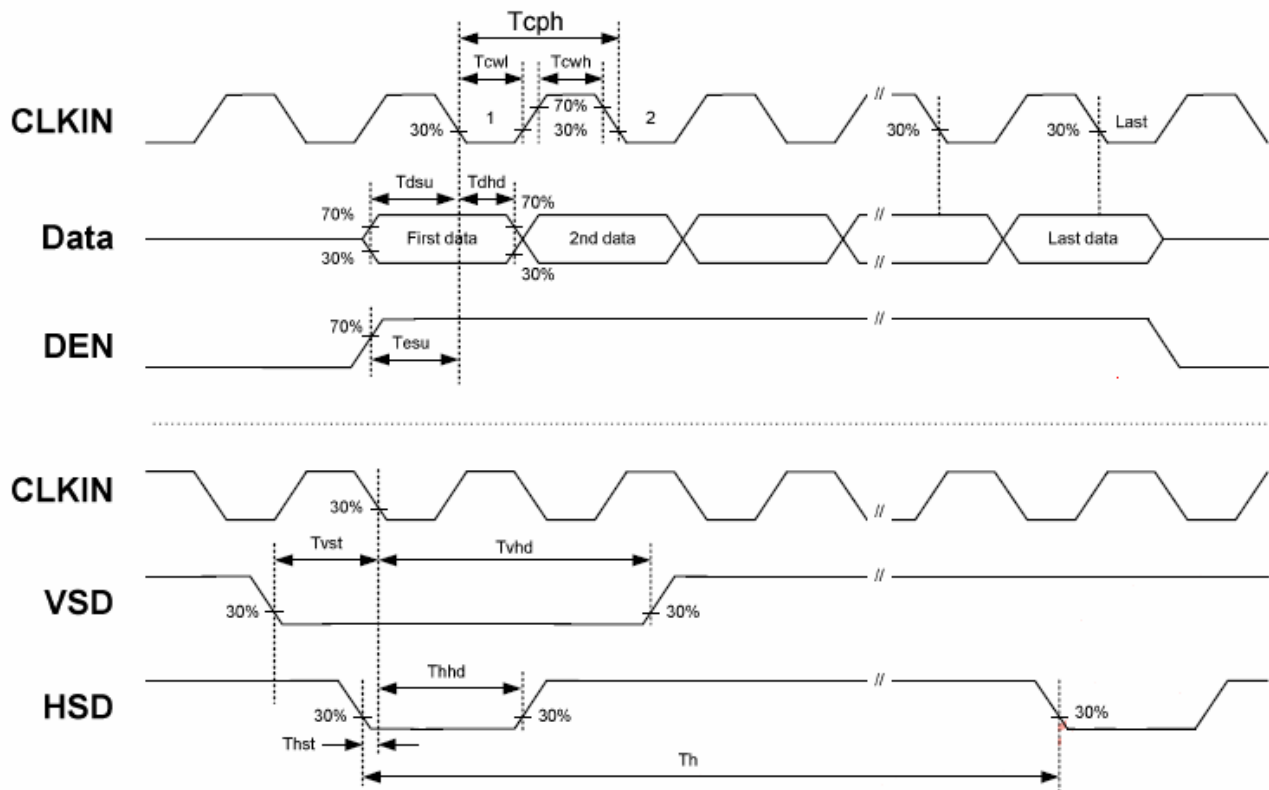 Tcph
Tcwl Tcwh
CLKIN 30% 1 70% 30% 2 // 30% 30% Last
Tdsu Tdhd
70% 70%
Data First data 2nd data // Last data
30% 30% //
DEN 70% //
Tesu
CLKIN 30% //
Tvst Tvhd
VSD 30% 30% //
Thhd
HSD 30% 30% // 30%
Thst
Th